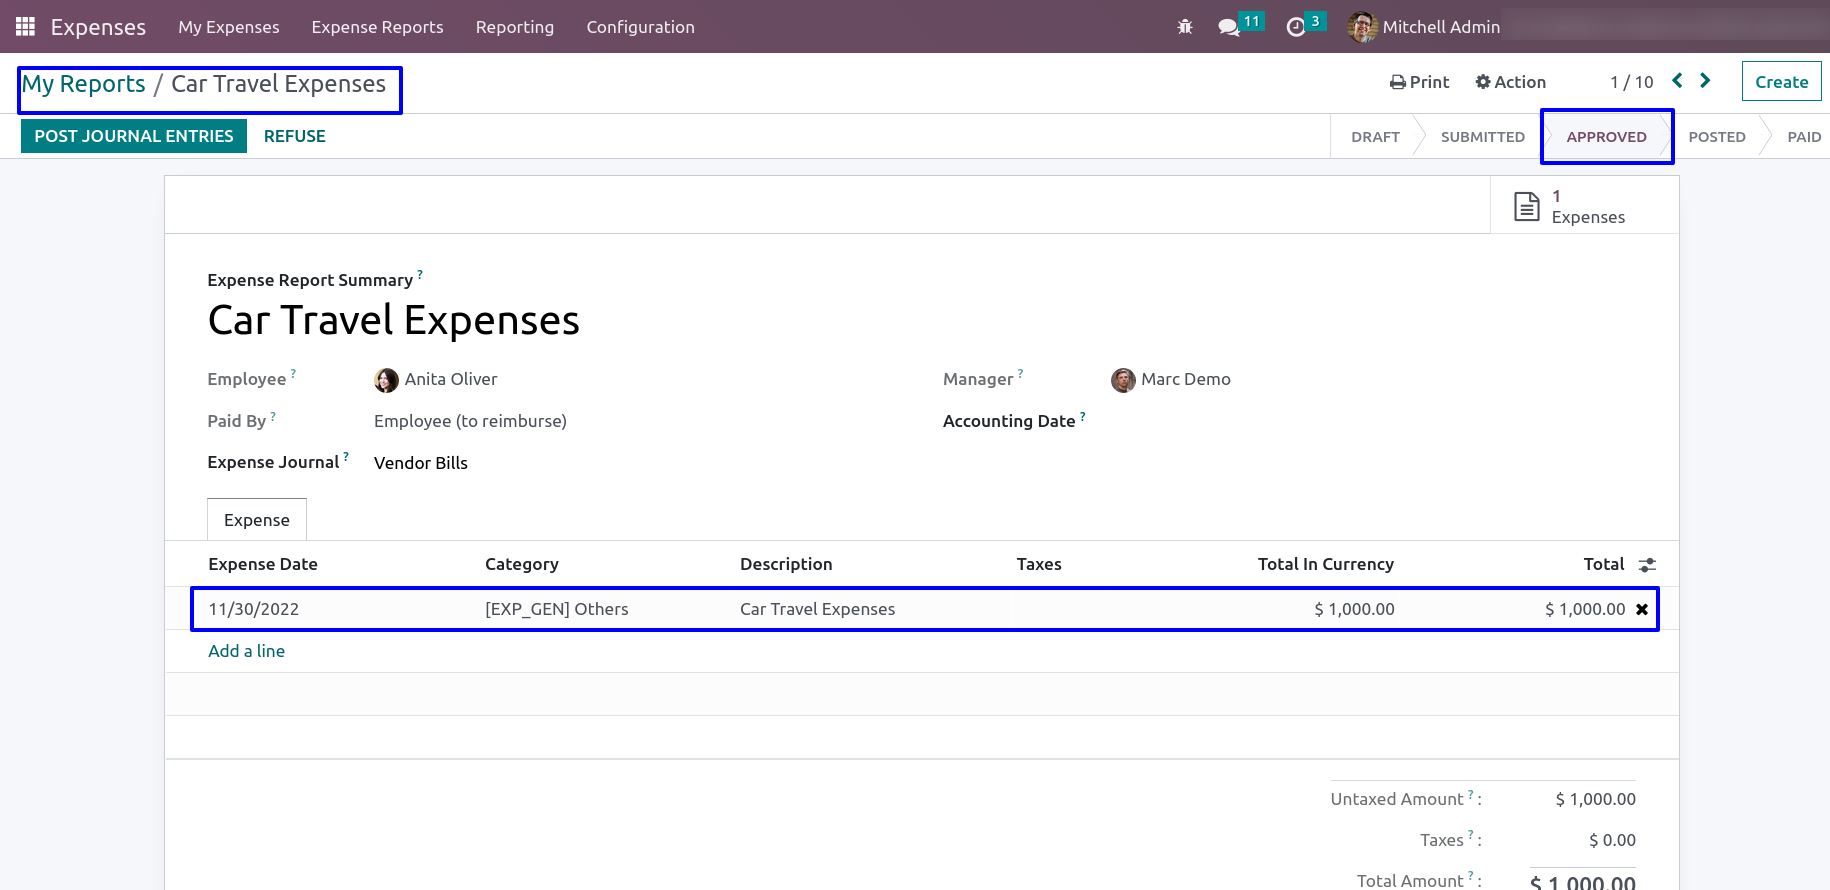 Expenses My Expenses Expense Reports Reporting Configuration 11 3 Mitchell Admin
My Reports / Car Travel Expenses Print Action 1 / 10 Create
POST JOURNAL ENTRIES REFUSE DRAFT SUBMITTED APPROVED POSTED PAID
1
Expenses
Expense Report Summary ?
Car Travel Expenses
Employee ? Anita Oliver Manager ? Marc Demo
Paid By ? Employee (to reimburse) Accounting Date ?
Expense Journal ? Vendor Bills
Expense
Expense Date Category Description Taxes Total In Currency Total
11/30/2022 [EXP_GEN] Others Car Travel Expenses $ 1,000.00 $ 1,000.00
Add a line
Untaxed Amount ? : $ 1,000.00
Taxes ? : $ 0.00
Total Amount ? : $ 1,000.00